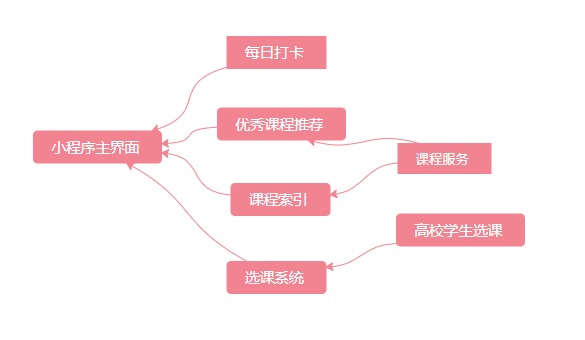 每日打卡
优秀课程推荐
小程序主界面
课程服务
课程索引
高校学生选课
选课系统